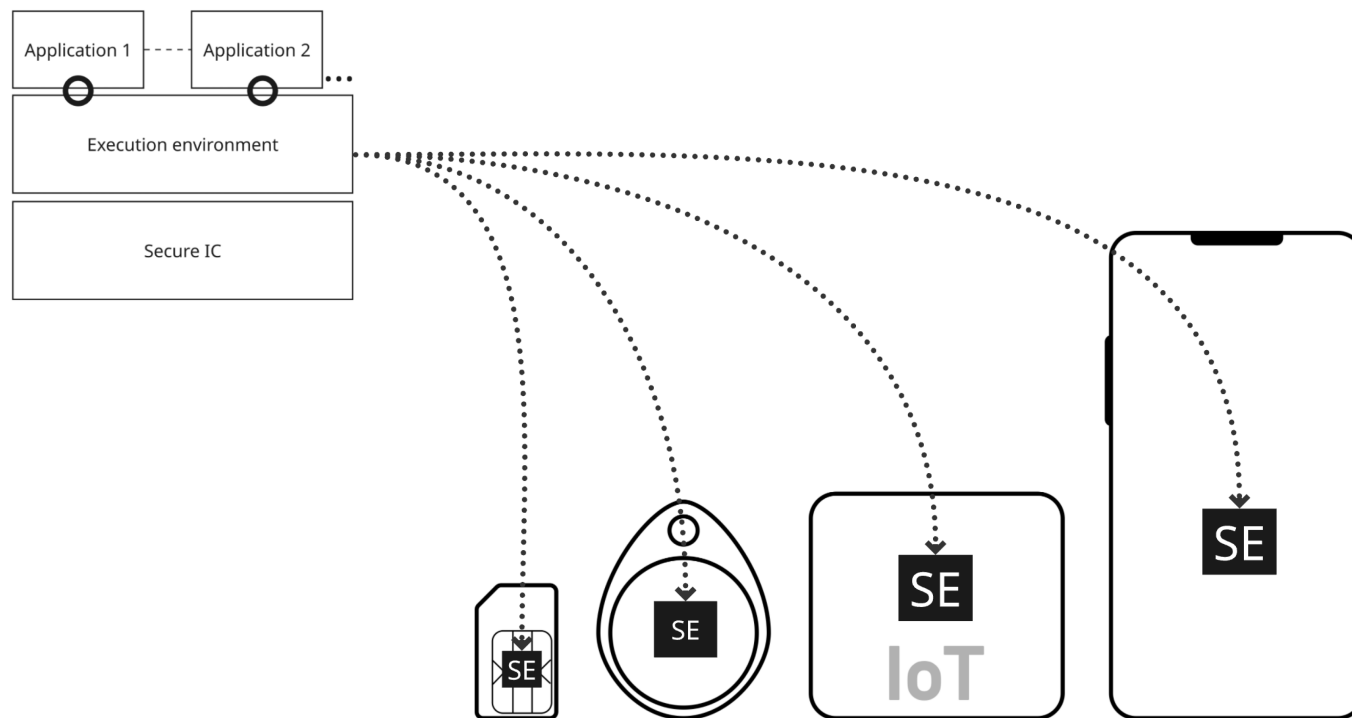 Application 1
Application 2
Execution environment
Secure IC
SE
SE
SE
IoT
SE